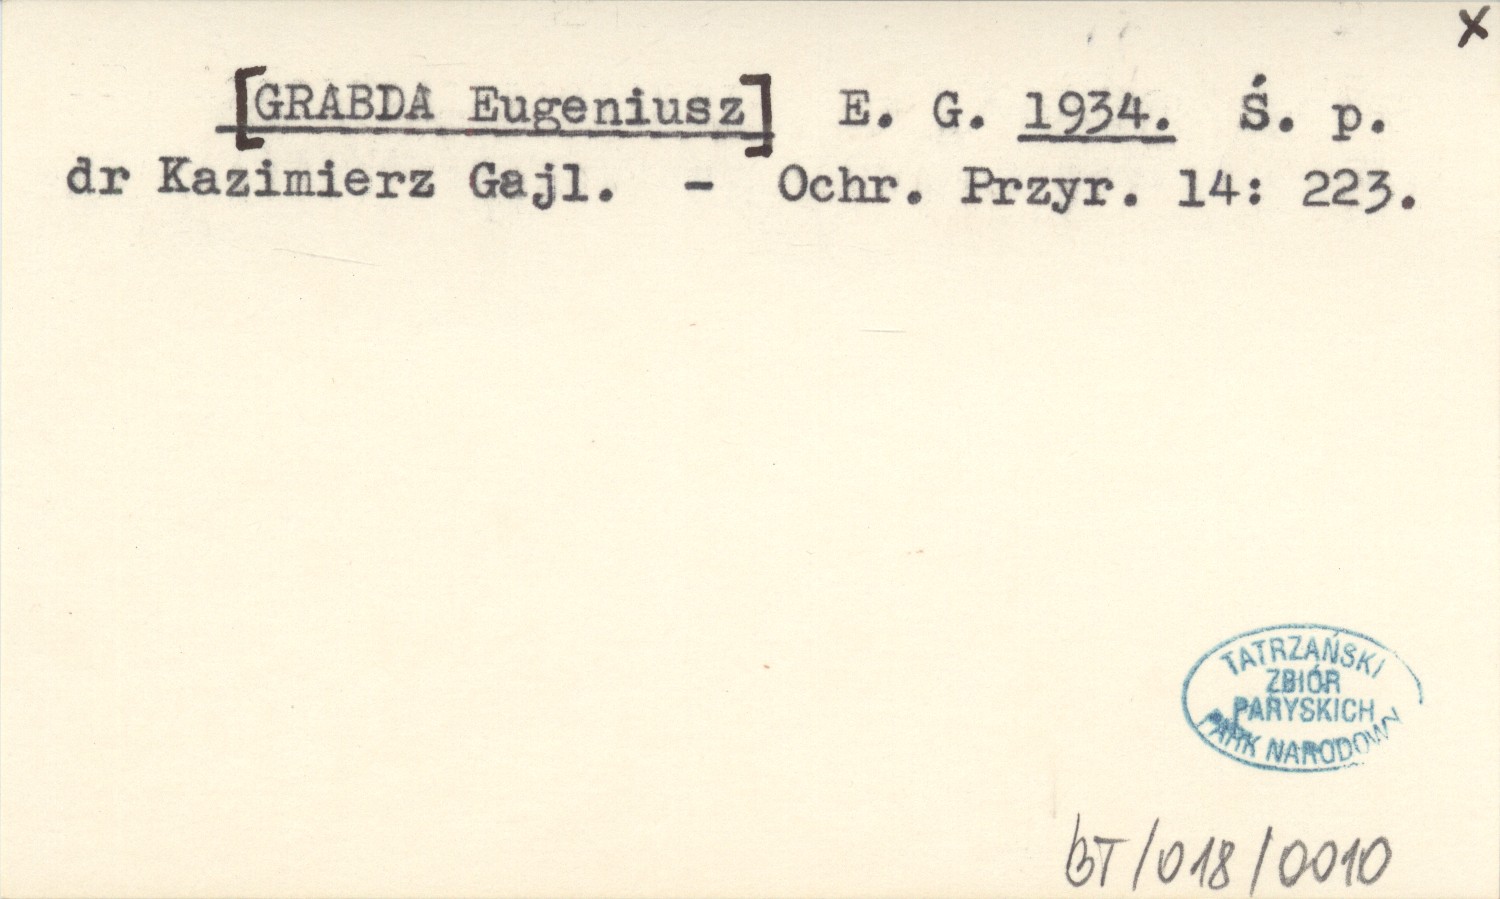 x
[GRABDA Eugeniusz] E. G. 1934. Ś. p.
dr Kazimierz Gajl. - Ochr. Przyr. 14: 223.
TATRZAŃSKI
ZBIÓR
PARYSKICH
PARK NARODOWY
BT/018/0010